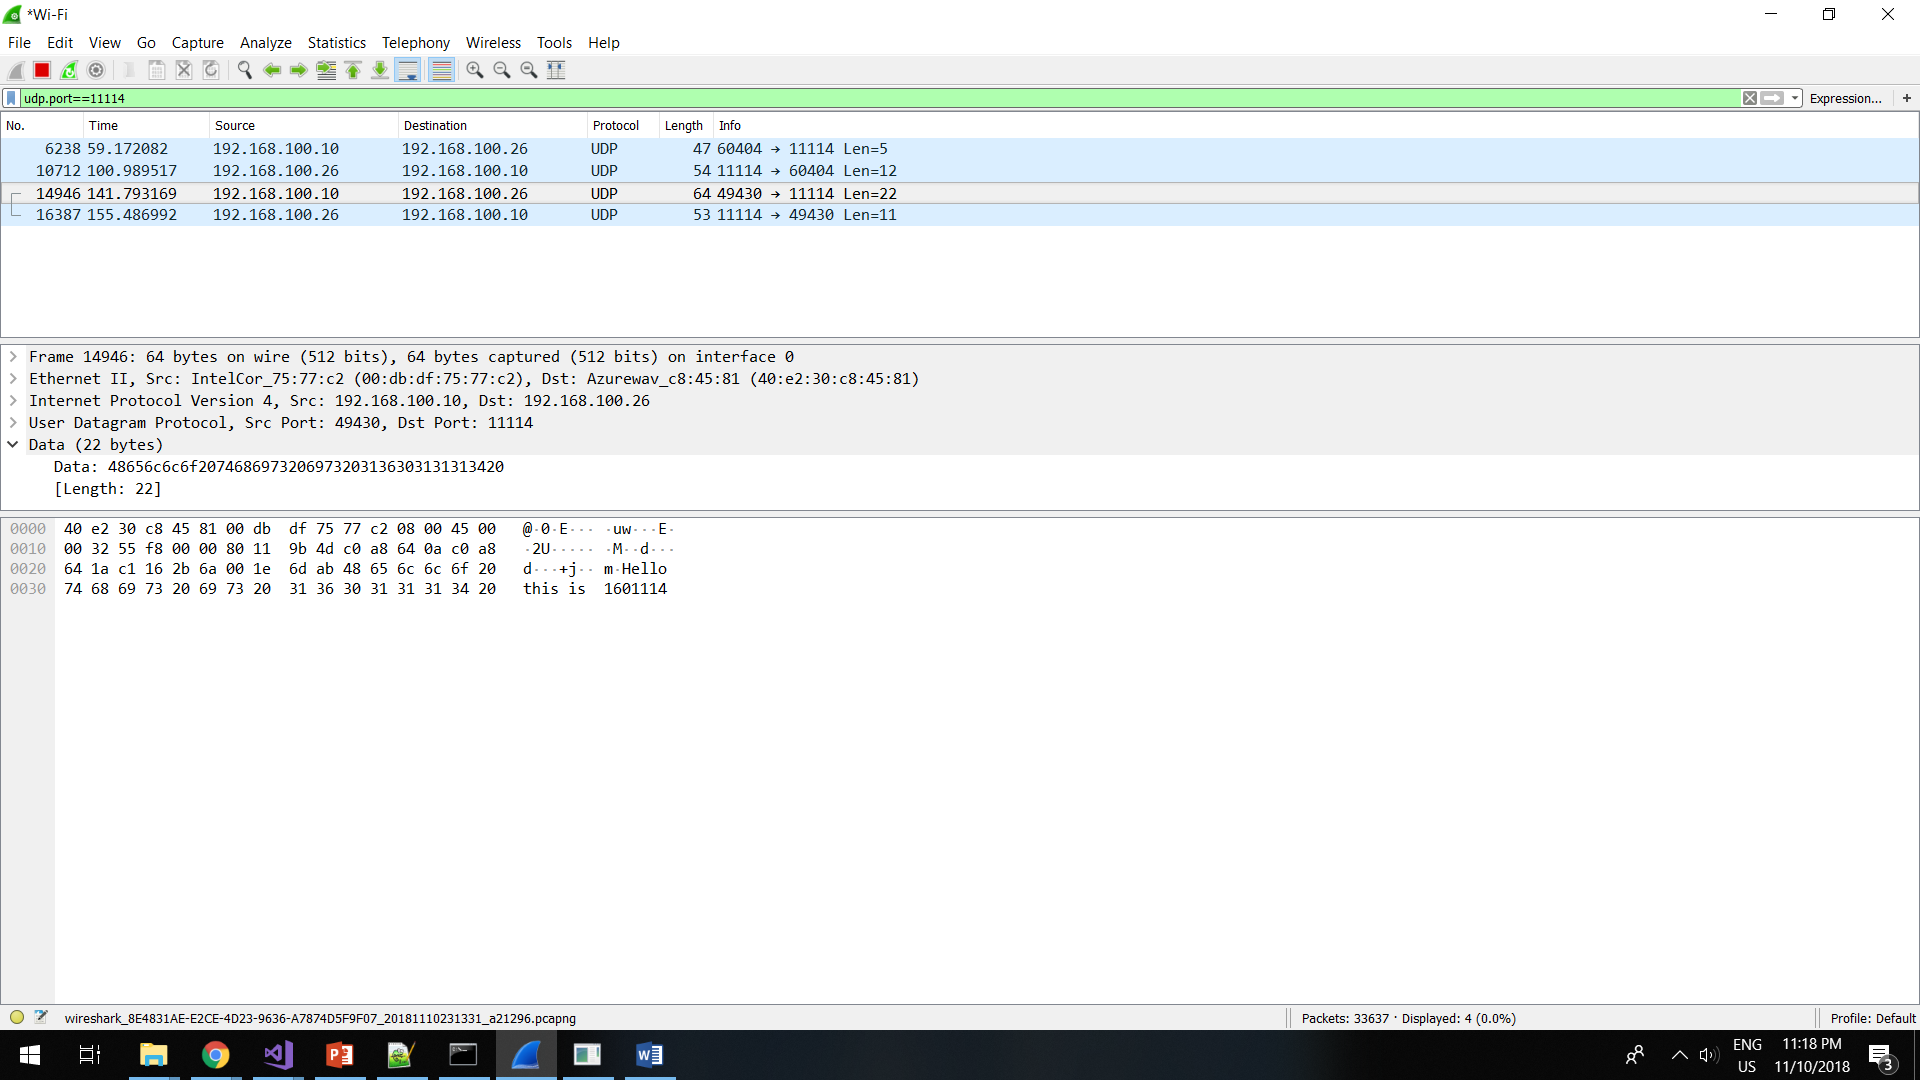 *Wi-Fi
File Edit View Go Capture Analyze Statistics Telephony Wireless Tools Help
udp.port==11114 Expression... +
No. Time Source Destination Protocol Length Info
6238 59.172082 192.168.100.10 192.168.100.26 UDP 47 60404 → 11114 Len=5
10712 100.989517 192.168.100.26 192.168.100.10 UDP 54 11114 → 60404 Len=12
14946 141.793169 192.168.100.10 192.168.100.26 UDP 64 49430 → 11114 Len=22
16387 155.486992 192.168.100.26 192.168.100.10 UDP 53 11114 → 49430 Len=11
Frame 14946: 64 bytes on wire (512 bits), 64 bytes captured (512 bits) on interface 0
Ethernet II, Src: IntelCor_75:77:c2 (00:db:df:75:77:c2), Dst: Azurewav_c8:45:81 (40:e2:30:c8:45:81)
Internet Protocol Version 4, Src: 192.168.100.10, Dst: 192.168.100.26
User Datagram Protocol, Src Port: 49430, Dst Port: 11114
Data (22 bytes)
Data: 48656c6c6f20746869732069732031363031313134​20
[Length: 22]
0000 40 e2 30 c8 45 81 00 db df 75 77 c2 08 00 45 00 @·0·E··· ·uw···E·
0010 00 32 55 f8 00 00 80 11 9b 4d c0 a8 64 0a c0 a8 ·2U····· ·M··d···
0020 64 1a c1 16 2b 6a 00 1e 6d ab 48 65 6c 6c 6f 20 d···+j·· m·Hello
0030 74 68 69 73 20 69 73 20 31 36 30 31 31 31 34 20 this is 1601114
wireshark_8E4831AE-E2CE-4D23-9636-A7874D5F9F07_20181110231331_a21296.pcapng Packets: 33637 · Displayed: 4 (0.0%) Profile: Default
ENG 11:18 PM
US 11/10/2018 3